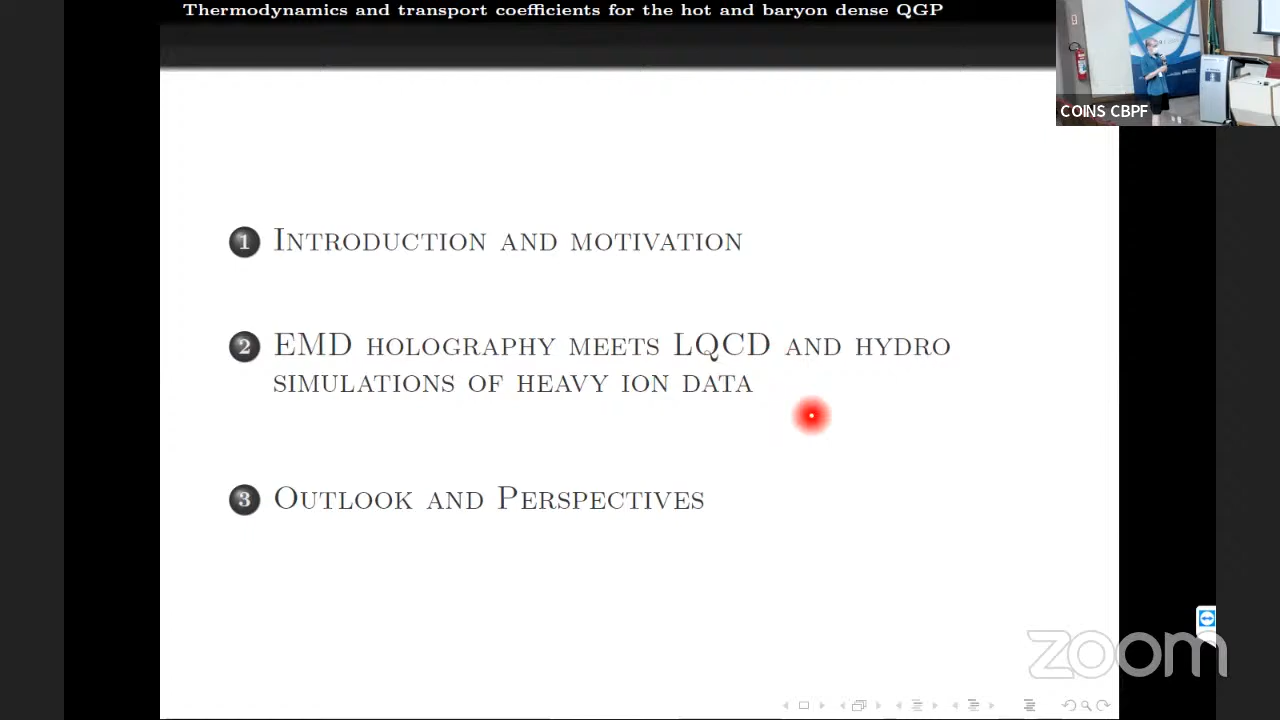 Thermodynamics and transport coefficients for the hot and baryon dense QGP
COINS CBPF
1 Introduction and motivation
2 EMD holography meets LQCD and hydro
simulations of heavy ion data
3 Outlook and Perspectives
zoom